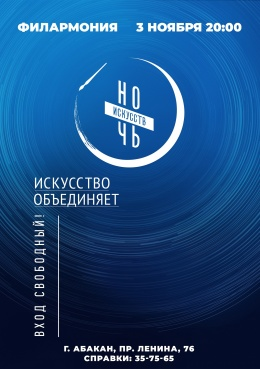 ФИЛАРМОНИЯ 3 НОЯБРЯ 20:00
НО
ИСКУССТВ
ЧЬ
ИСКУССТВО
ОБЪЕДИНЯЕТ
ВХОД СВОБОДНЫЙ!
Г. АБАКАН, ПР. ЛЕНИНА, 76
СПРАВКИ: 35-75-65